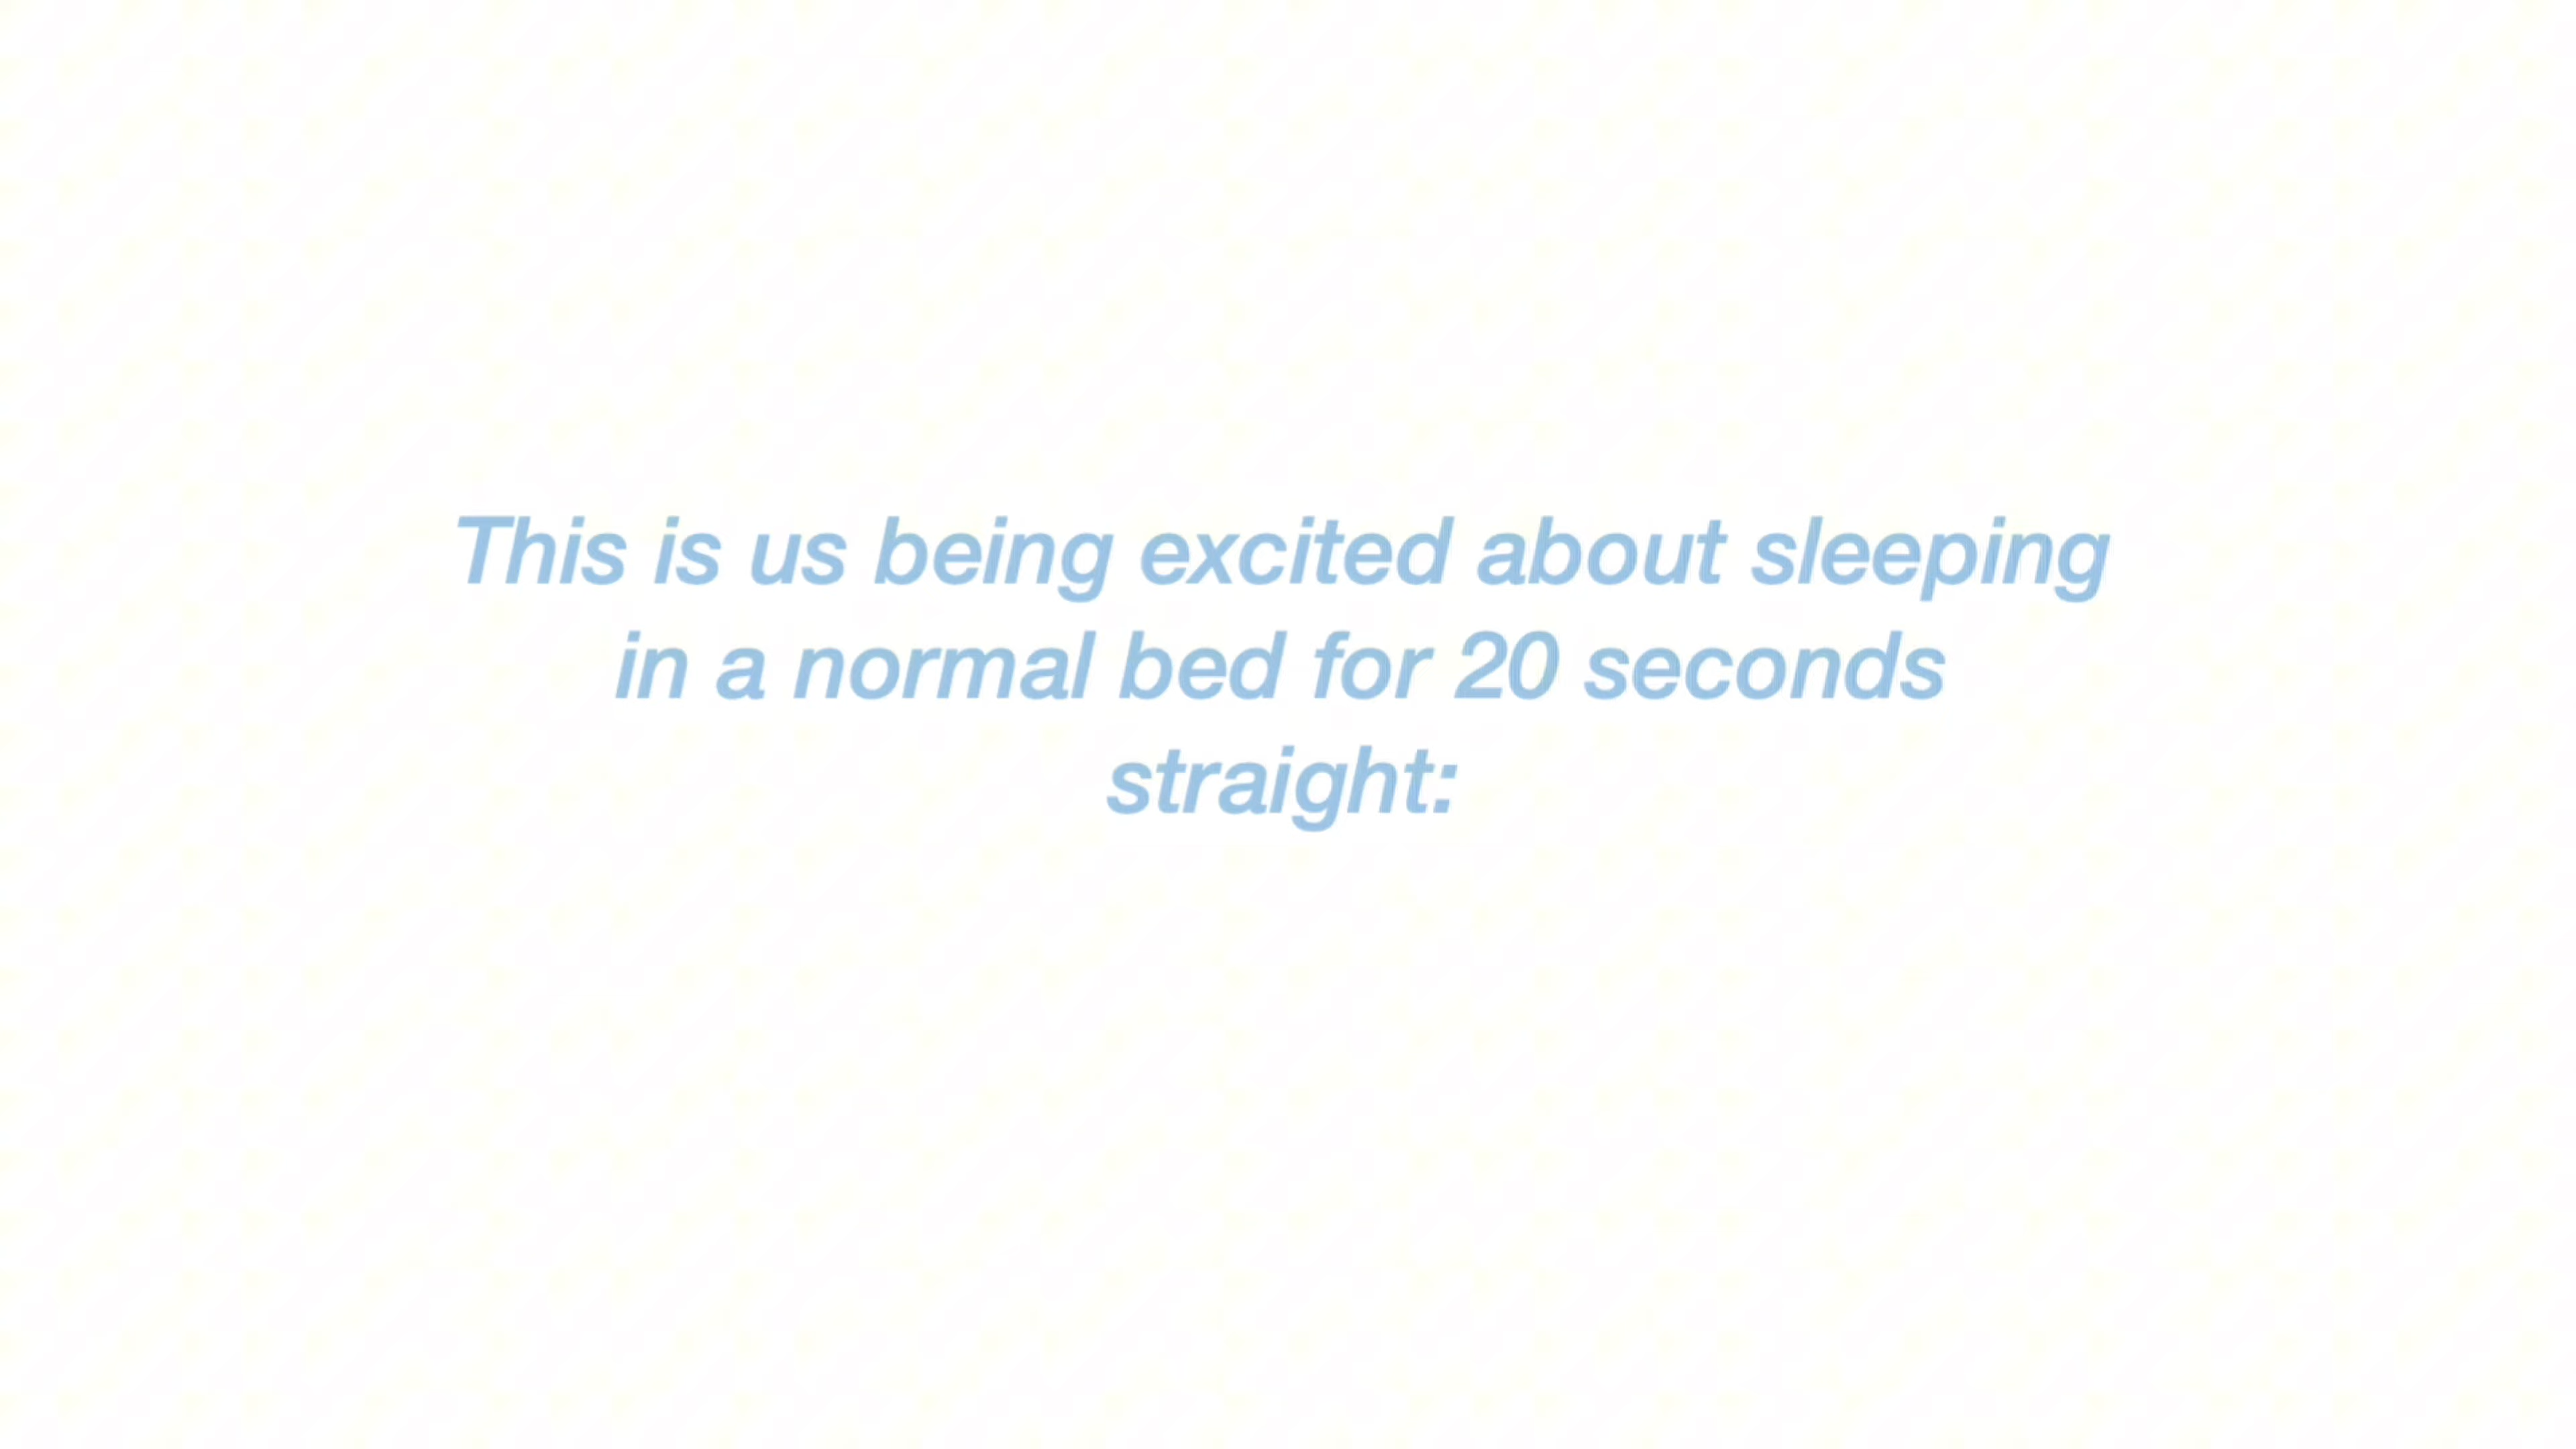 This is us being excited about sleeping
in a normal bed for 20 seconds
straight: